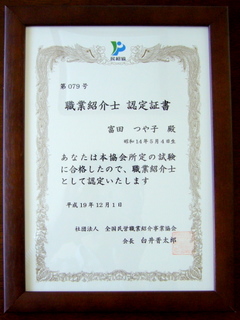 民紹協
第079号
職業紹介士 認定証書
富田 つや子 殿
昭和14年5月4日生
あなたは本協会所定の試験
に合格したので、職業紹介士
として認定いたします
平成19年12月1日
社団法人 全国民営職業紹介事業協会
会長 白井晋太郎